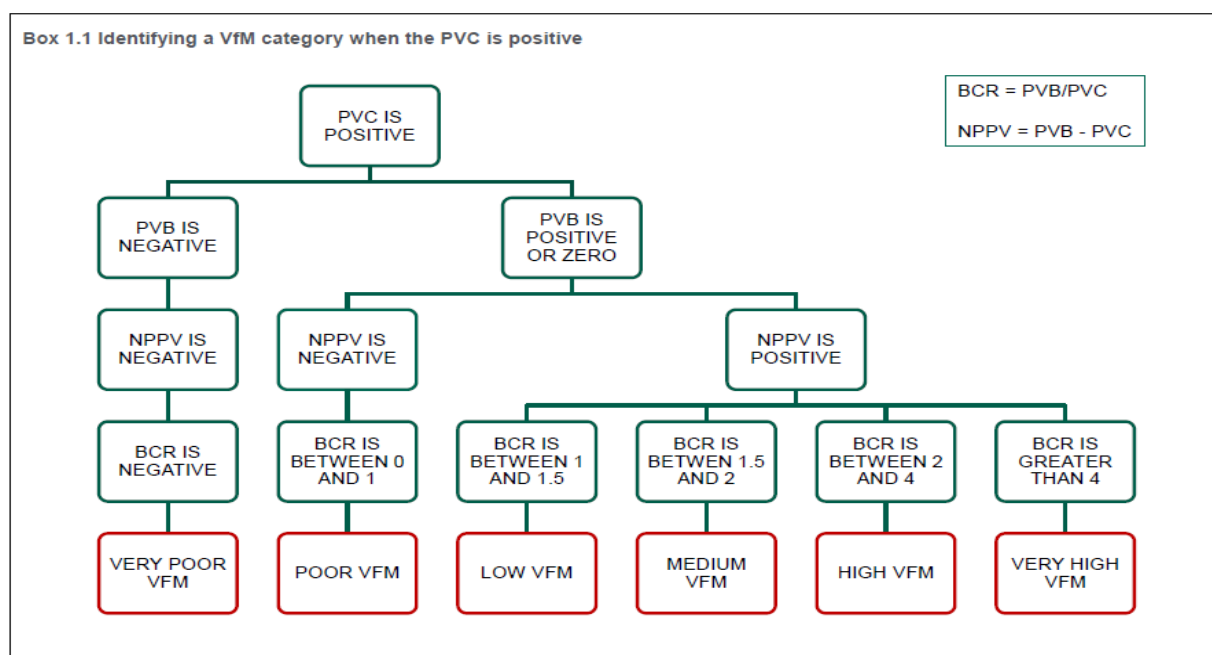 Box 1.1 Identifying a VfM category when the PVC is positive
BCR = PVB/PVC
NPPV = PVB - PVC
PVC IS
POSITIVE
PVB IS
NEGATIVE
PVB IS
POSITIVE
OR ZERO
NPPV IS
NEGATIVE
NPPV IS
NEGATIVE
NPPV IS
POSITIVE
BCR IS
NEGATIVE
BCR IS
BETWEEN 0
AND 1
BCR IS
BETWEEN 1
AND 1.5
BCR IS
BETWEN 1.5
AND 2
BCR IS
BETWEEN 2
AND 4
BCR IS
GREATER
THAN 4
VERY POOR
VFM
POOR VFM
LOW VFM
MEDIUM
VFM
HIGH VFM
VERY HIGH
VFM